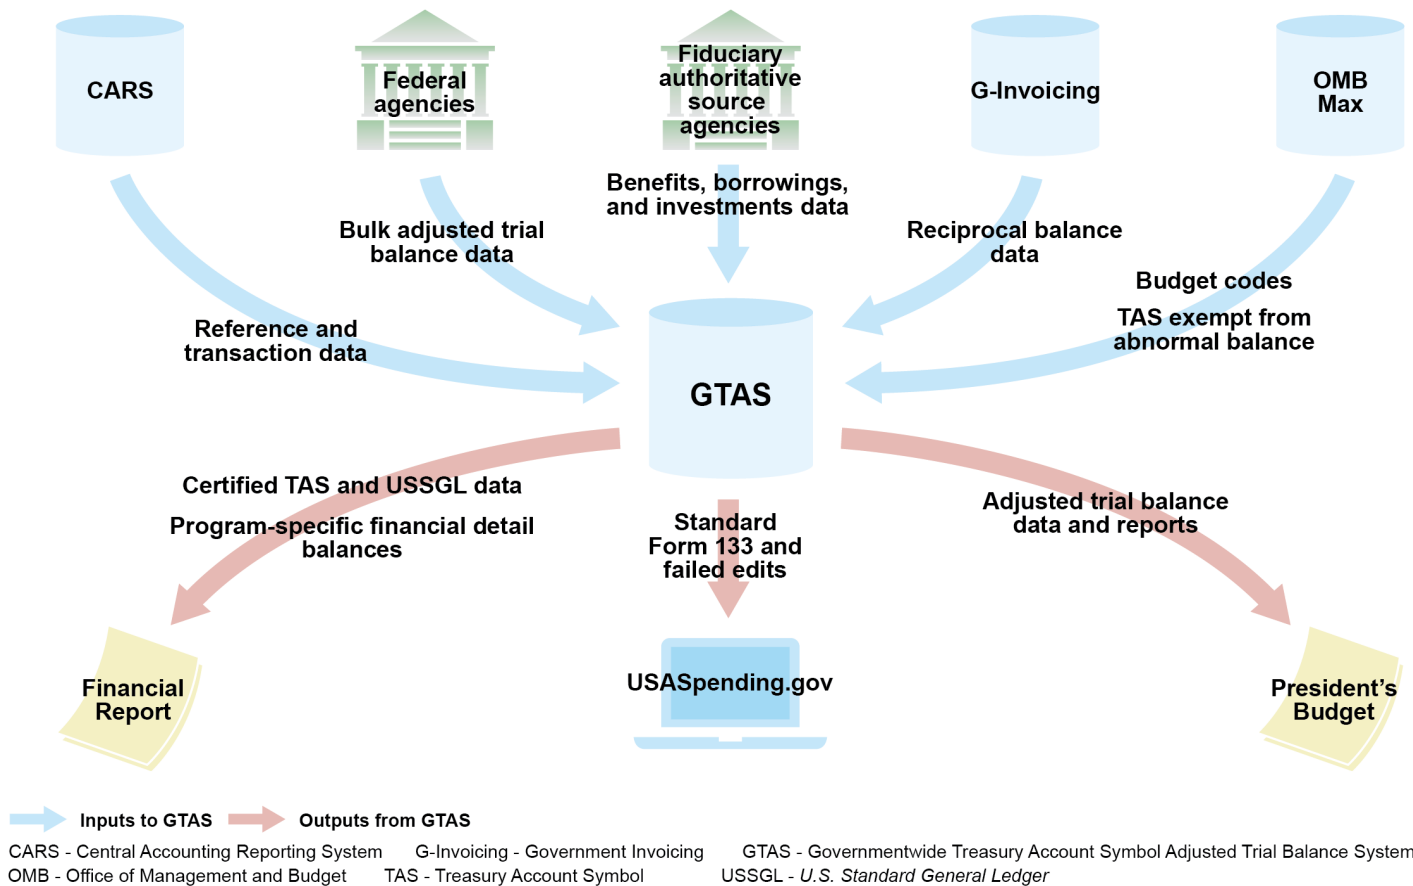 CARS
Federal
agencies
Fiduciary
authoritative
source
agencies
G-Invoicing
OMB
Max
Benefits, borrowings,
and investments data
Bulk adjusted trial
balance data
Reciprocal balance
data
Budget codes
TAS exempt from
abnormal balance
Reference and
transaction data
GTAS
Certified TAS and USSGL data
Program-specific financial detail
balances
Standard
Form 133 and
failed edits
Adjusted trial balance
data and reports
Financial
Report
USASpending.gov
President’s
Budget
Inputs to GTAS
Outputs from GTAS
CARS - Central Accounting Reporting System
G-Invoicing - Government Invoicing
GTAS - Governmentwide Treasury Account Symbol Adjusted Trial Balance System
OMB - Office of Management and Budget
TAS - Treasury Account Symbol
USSGL - U.S. Standard General Ledger